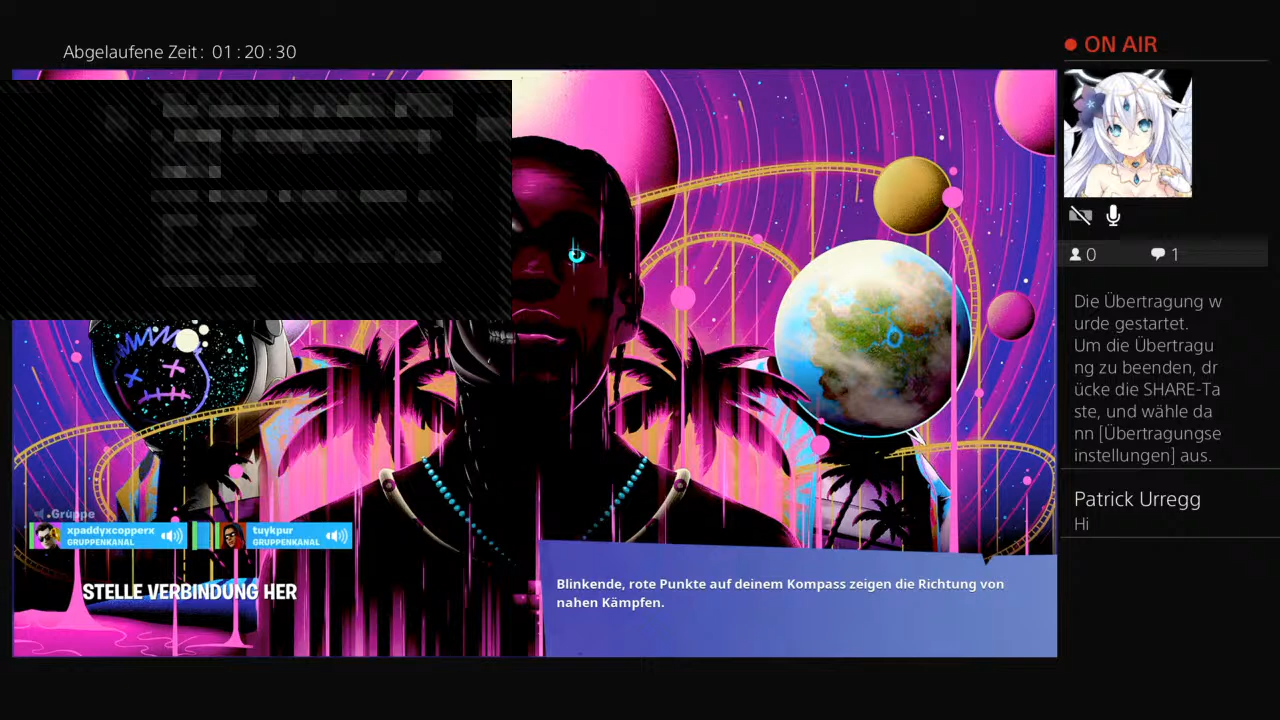 Abgelaufene Zeit: 01:20:30
ON AIR
0
1
Die Übertragung w
urde gestartet.
Um die Übertragu
ng zu beenden, dr
ücke die SHARE-Ta
ste, und wähle da
nn [Übertragungse
instellungen] aus.
Patrick Urregg
Hi
.Gruppe
xpaddyxcopperx
GRUPPENKANAL
tuykpur
GRUPPENKANAL
STELLE VERBINDUNG HER
Blinkende, rote Punkte auf deinem Kompass zeigen die Richtung von
nahen Kämpfen.